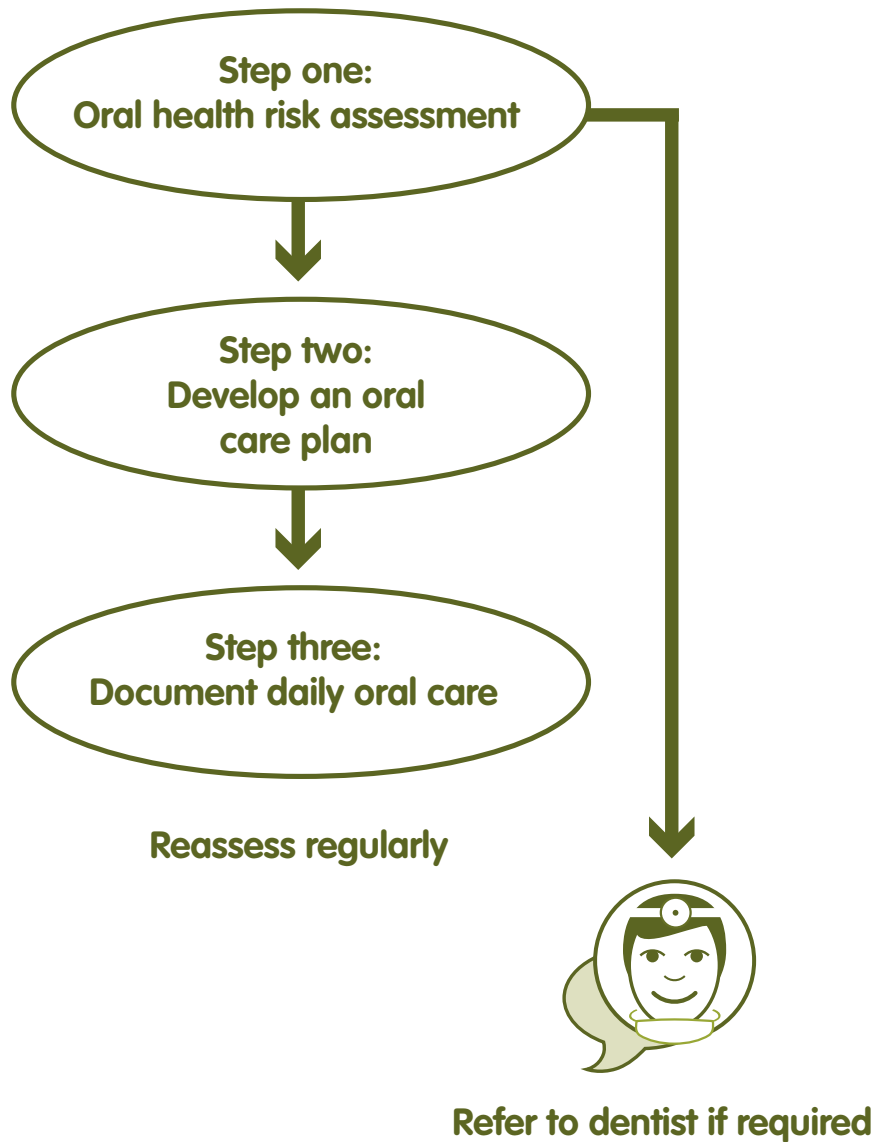 Step one:
Oral health risk assessment
Step two:
Develop an oral
care plan
Step three:
Document daily oral care
Reassess regularly
Refer to dentist if required